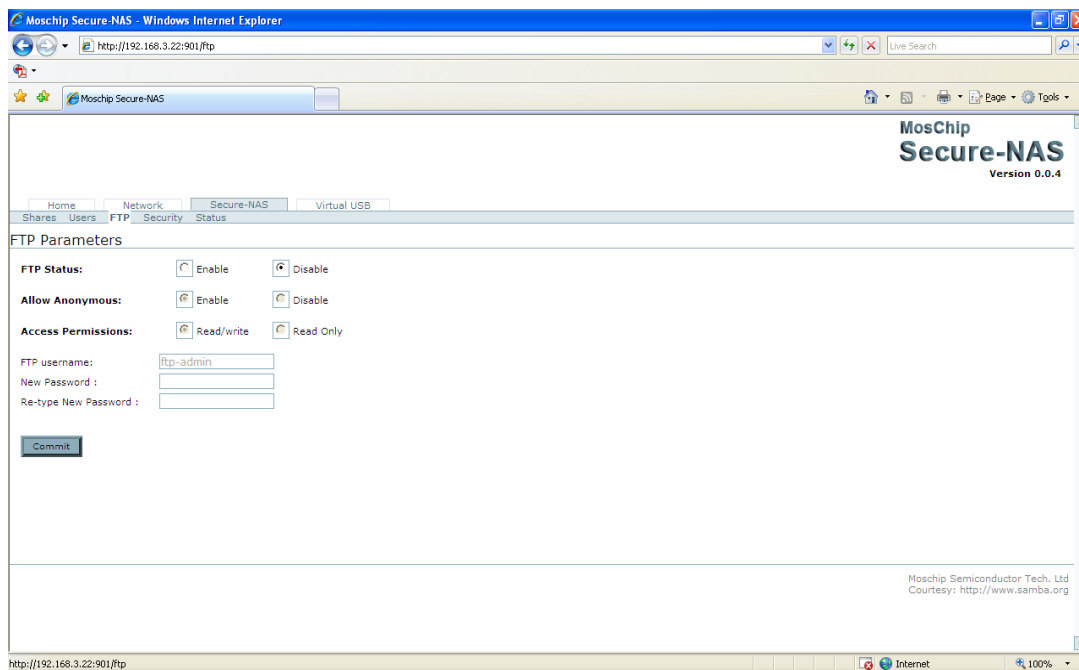 Moschip Secure-NAS - Windows Internet Explorer
http://192.168.3.22:901/ftp
Live Search
Moschip Secure-NAS
Page
Tools
MosChip
Secure-NAS
Version 0.0.4
Home Network Secure-NAS Virtual USB
Shares Users FTP Security Status
FTP Parameters
FTP Status: Enable Disable
Allow Anonymous: Enable Disable
Access Permissions: Read/write Read Only
FTP username: ftp-admin
New Password :
Re-type New Password :
Commit
Moschip Semiconductor Tech. Ltd
Courtesy: http://www.samba.org
http://192.168.3.22:901/ftp Internet 100%